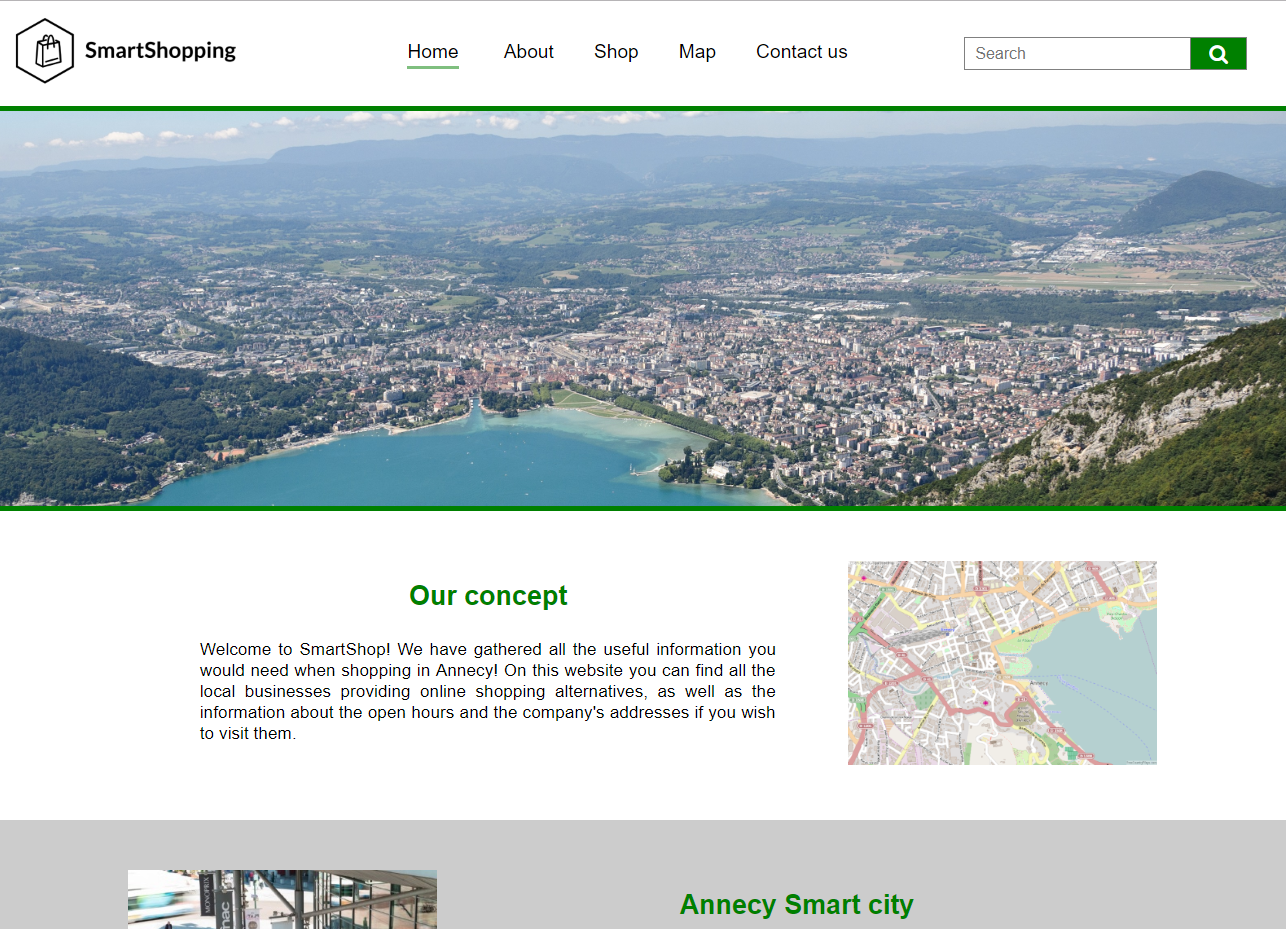 SmartShopping
Home
About
Shop
Map
Contact us
Search
Our concept
Welcome to SmartShop! We have gathered all the useful information you
would need when shopping in Annecy! On this website you can find all the
local businesses providing online shopping alternatives, as well as the
information about the open hours and the company's addresses if you wish
to visit them.
Annecy
MONOPRIX
nac
Annecy Smart city